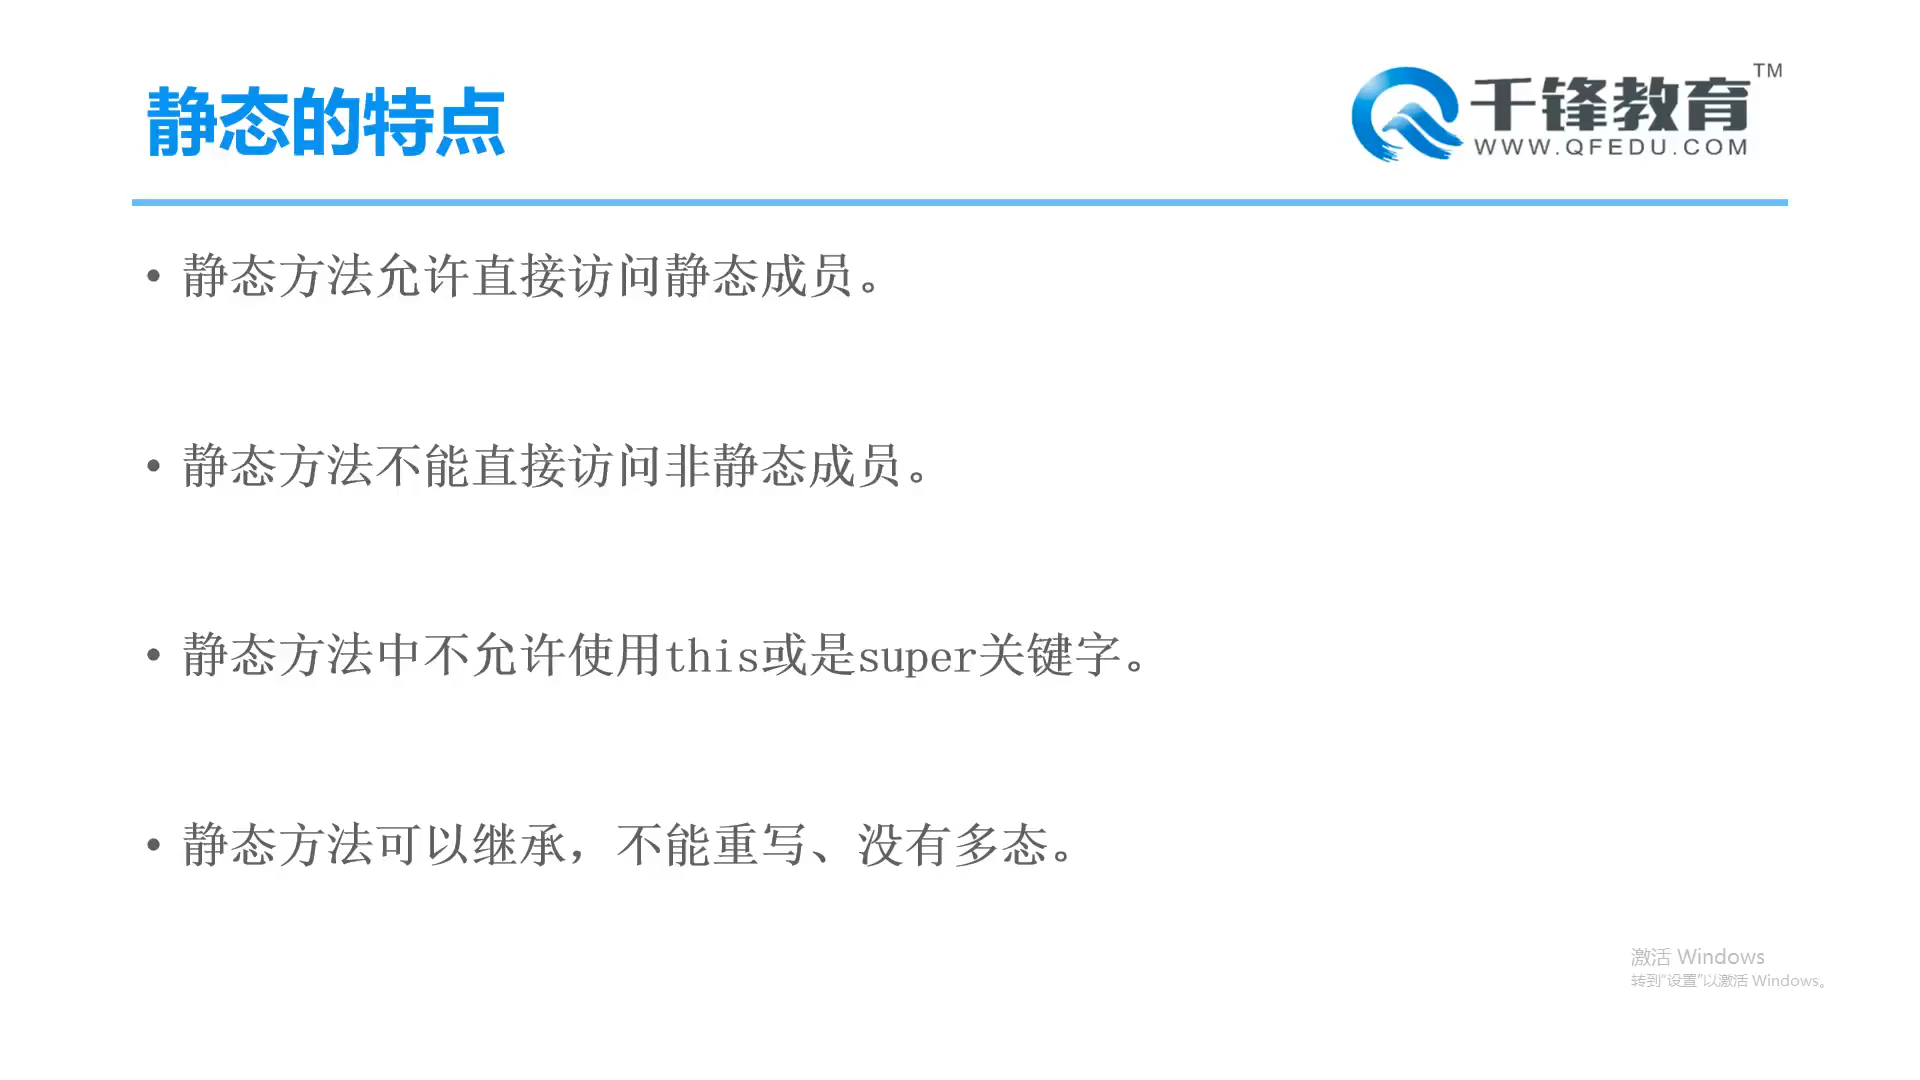 静态的特点
千锋教育TM
WWW.QFEDU.COM
• 静态方法允许直接访问静态成员。
• 静态方法不能直接访问非静态成员。
• 静态方法中不允许使用this或是super关键字。
• 静态方法可以继承，不能重写、没有多态。
激活 Windows
转到“设置”以激活 Windows。